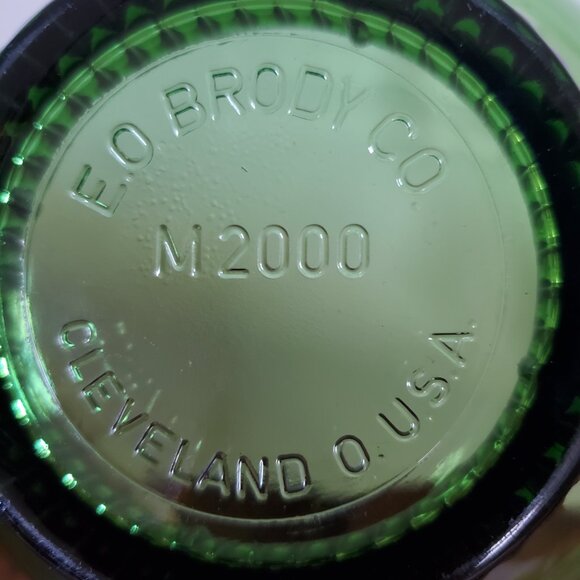 E.O. BRODY CO.
M2000
CLEVELAND O. U.S.A.